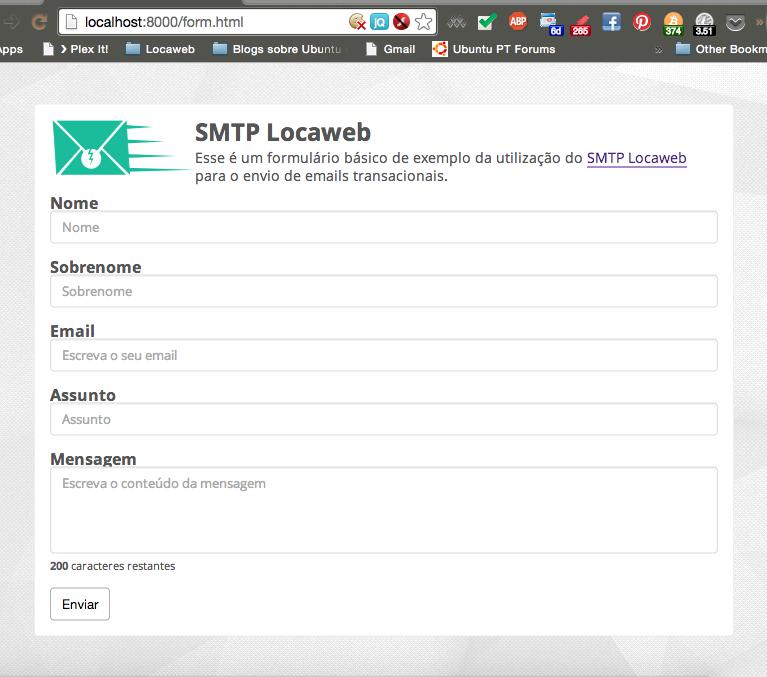 localhost:8000/form.html
jQ
ABP
6d
265
374
3.51
»
Apps
Plex It!
Locaweb
Blogs sobre Ubuntu
Gmail
Ubuntu PT Forums
»
Other Bookm
SMTP Locaweb
Esse é um formulário básico de exemplo da utilização do SMTP Locaweb
para o envio de emails transacionais.
Nome
Nome
Sobrenome
Sobrenome
Email
Escreva o seu email
Assunto
Assunto
Mensagem
Escreva o conteúdo da mensagem
200 caracteres restantes
Enviar